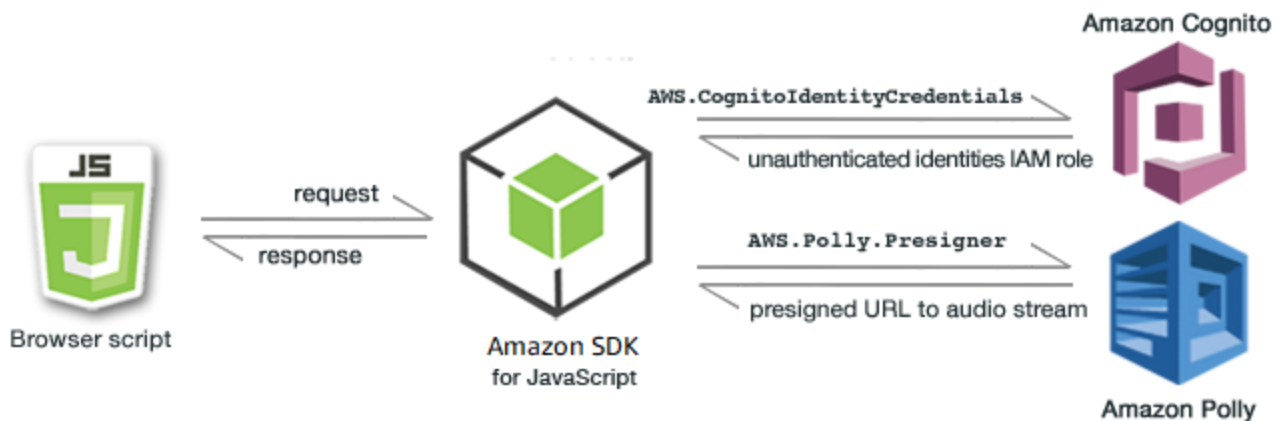 Amazon Cognito
AWS.CognitoIdentityCredentials
unauthenticated identities IAM role
JS
request
response
AWS.Polly.Presigner
presigned URL to audio stream
Browser script
Amazon SDK
for JavaScript
Amazon Polly